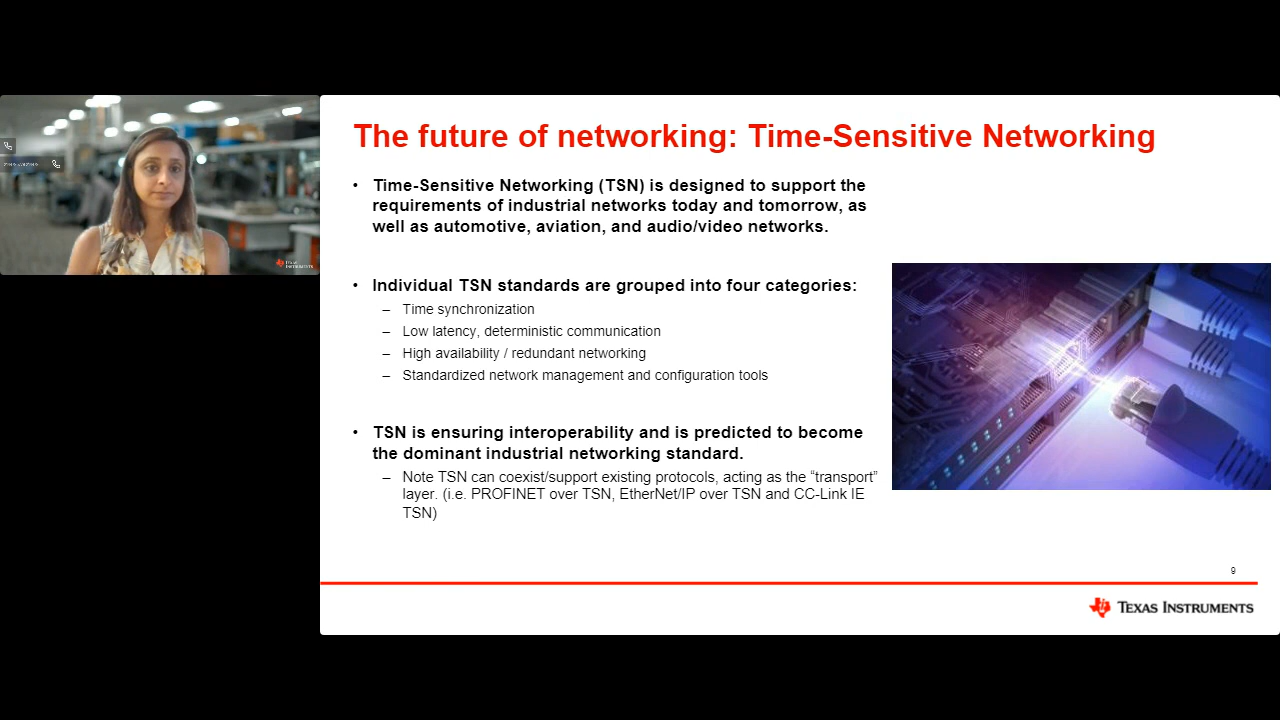 The future of networking: Time-Sensitive Networking
• Time-Sensitive Networking (TSN) is designed to support the
requirements of industrial networks today and tomorrow, as
well as automotive, aviation, and audio/video networks.
• Individual TSN standards are grouped into four categories:
– Time synchronization
– Low latency, deterministic communication
– High availability / redundant networking
– Standardized network management and configuration tools
• TSN is ensuring interoperability and is predicted to become
the dominant industrial networking standard.
– Note TSN can coexist/support existing protocols, acting as the “transport”
layer. (i.e. PROFINET over TSN, EtherNet/IP over TSN and CC-Link IE
TSN)
9
TEXAS INSTRUMENTS
TEXAS
INSTRUMENTS